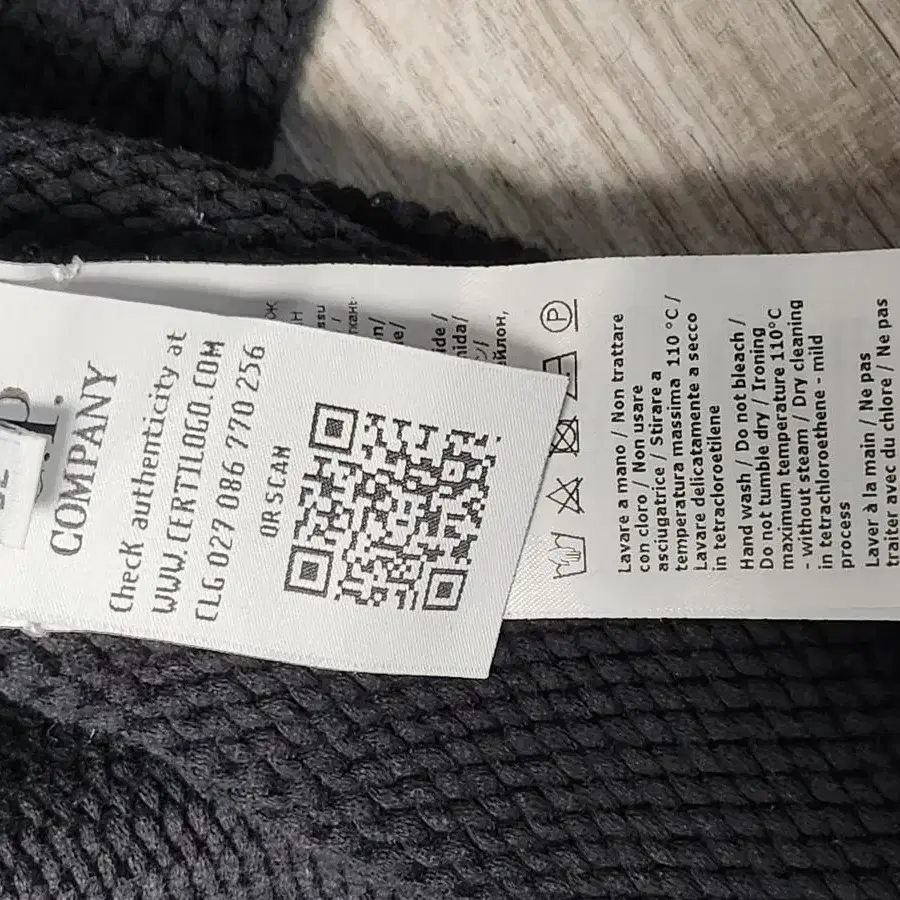 COMPANY
CHecK authenticity at
WWW.CERTILOGO.COM
CLG 027 086 770 256
OR SCAN
P
Lavare a mano / Non trattare
con cloro / Non usare
asciugatrice / Stirare a
temperatura massima 110 °C /
Lavare delicatamente a secco
in tetracloroetilene
Hand wash / Do not bleach /
Do not tumble dry / Ironing
maximum temperature 110°C
- without steam / Dry cleaning
in tetrachloroethene - mild
process
Laver à la main / Ne pas
traiter avec du chlore / Ne pas